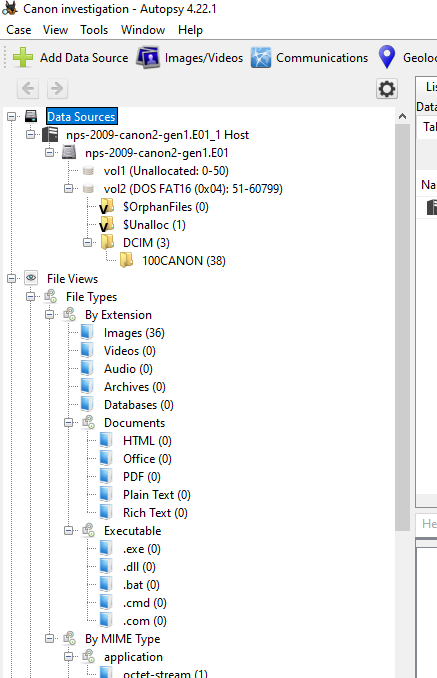 Canon investigation - Autopsy 4.22.1
Case View Tools Window Help
Add Data Source Images/Videos Communications Geoloc
Data Sources
nps-2009-canon2-gen1.E01_1 Host
nps-2009-canon2-gen1.E01
vol1 (Unallocated: 0-50)
vol2 (DOS FAT16 (0x04): 51-60799)
$OrphanFiles (0)
$Unalloc (1)
DCIM (3)
100CANON (38)
File Views
File Types
By Extension
Images (36)
Videos (0)
Audio (0)
Archives (0)
Databases (0)
Documents
HTML (0)
Office (0)
PDF (0)
Plain Text (0)
Rich Text (0)
Executable
.exe (0)
.dll (0)
.bat (0)
.cmd (0)
.com (0)
By MIME Type
application
octet-stream (1)
Lis
Data
Tal
Na
He